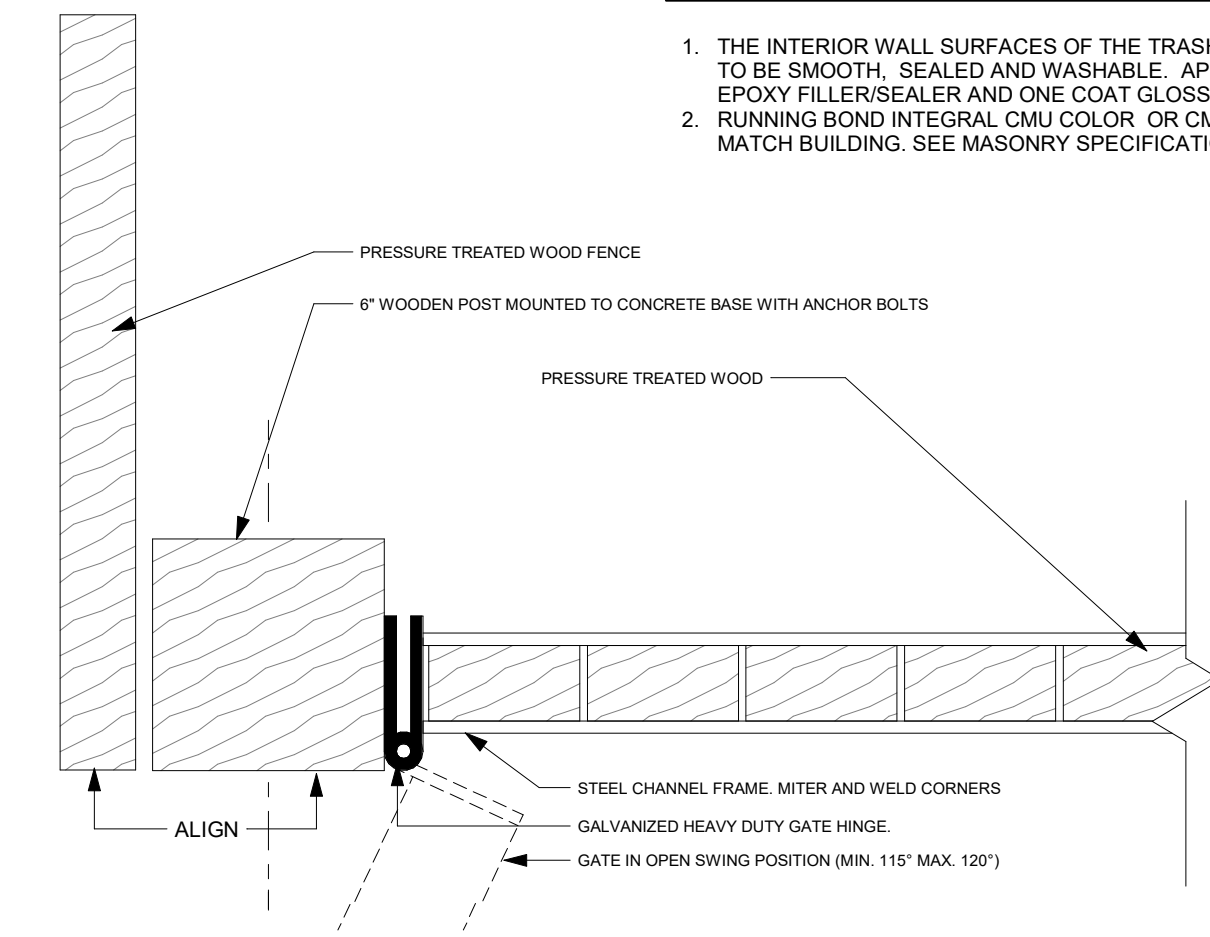 1. THE INTERIOR WALL SURFACES OF THE TRASH
TO BE SMOOTH, SEALED AND WASHABLE. AP
EPOXY FILLER/SEALER AND ONE COAT GLOSS
2. RUNNING BOND INTEGRAL CMU COLOR OR CM
MATCH BUILDING. SEE MASONRY SPECIFICATI
PRESSURE TREATED WOOD FENCE
6" WOODEN POST MOUNTED TO CONCRETE BASE WITH ANCHOR BOLTS
PRESSURE TREATED WOOD
STEEL CHANNEL FRAME. MITER AND WELD CORNERS
GALVANIZED HEAVY DUTY GATE HINGE.
ALIGN
GATE IN OPEN SWING POSITION (MIN. 115° MAX. 120°)